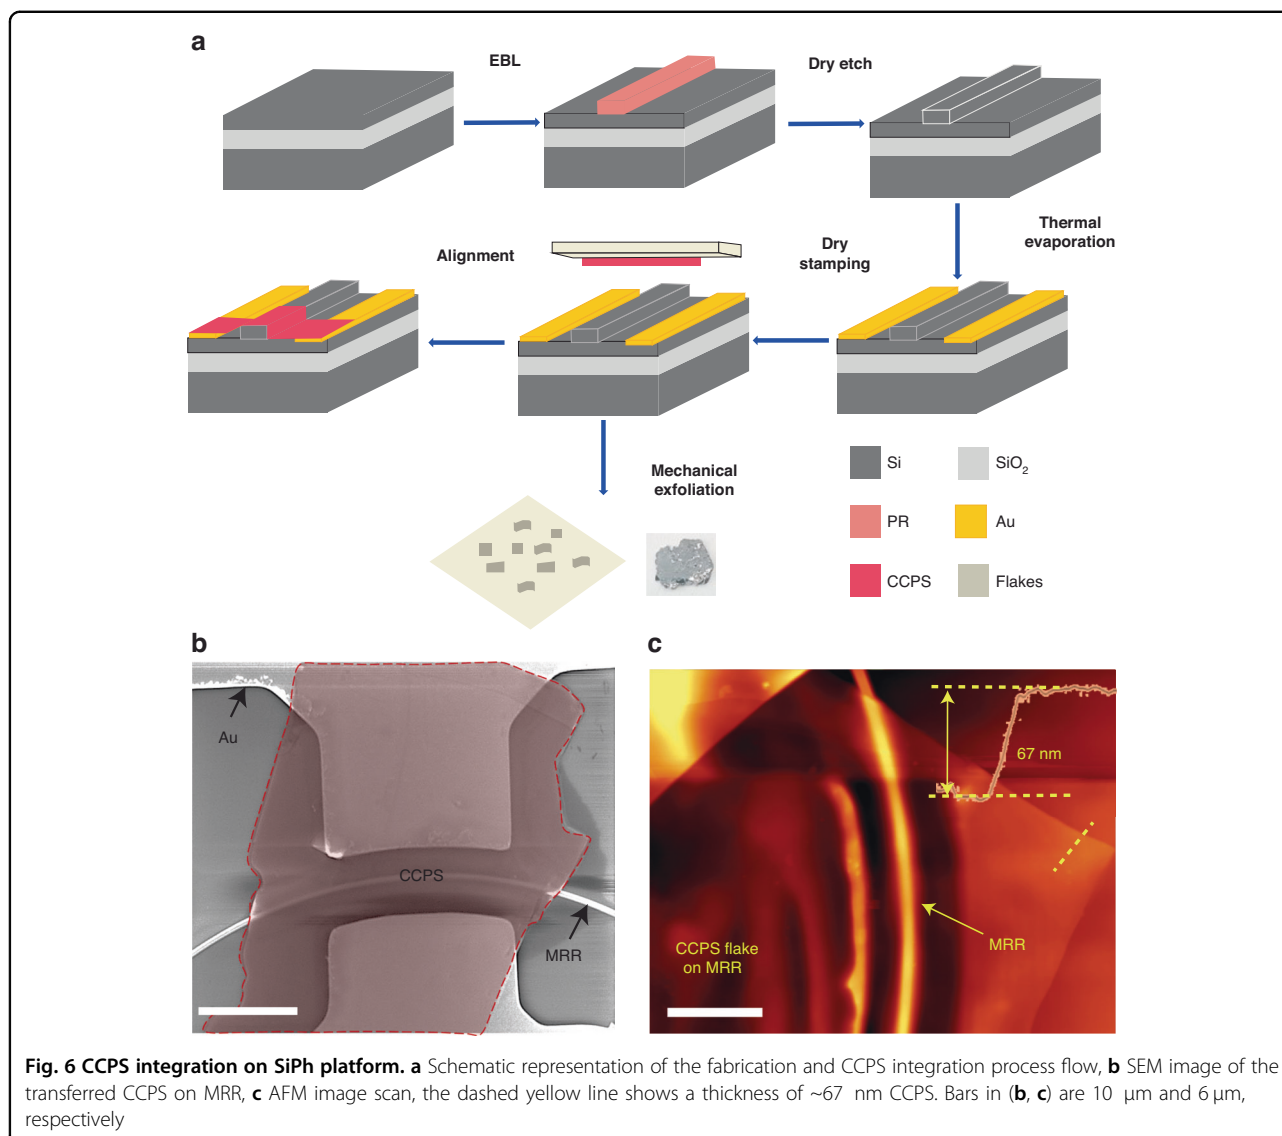 a
EBL
Dry etch
Thermal
evaporation
Dry
stamping
Alignment
Mechanical
exfoliation
Si
SiO2
PR
Au
CCPS
Flakes
b
Au
CCPS
MRR
c
67 nm
MRR
CCPS flake
on MRR
Fig. 6 CCPS integration on SiPh platform. a Schematic representation of the fabrication and CCPS integration process flow, b SEM image of the
transferred CCPS on MRR, c AFM image scan, the dashed yellow line shows a thickness of ~67 nm CCPS. Bars in (b, c) are 10 μm and 6 μm,
respectively